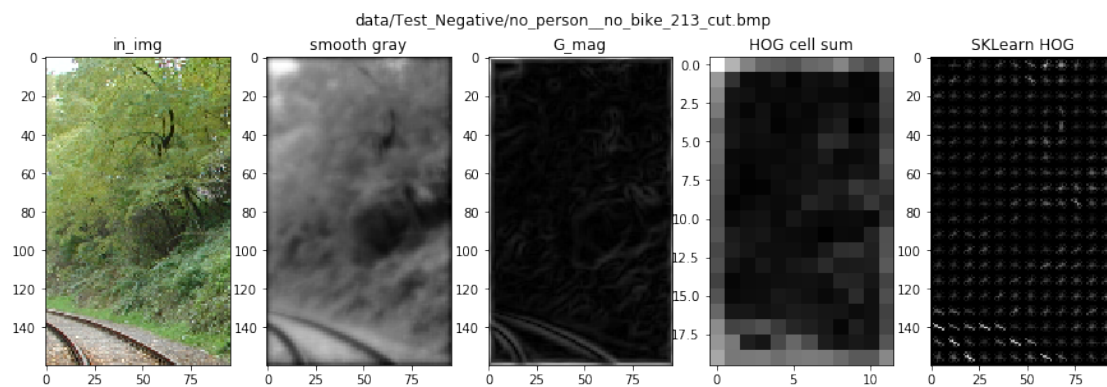 data/Test_Negative/no_person__no_bike_213_cut.bmp
in_img smooth gray G_mag HOG cell sum SKLearn HOG
0 0 0 0.0 0
20 20 20 2.5 20
40 40 40 5.0 40
60 60 60 7.5 60
80 80 80 10.0 80
100 100 100 12.5 100
120 120 120 15.0 120
140 140 140 17.5 140
0 25 50 75 0 25 50 75 0 25 50 75 0 5 10 0 25 50 75